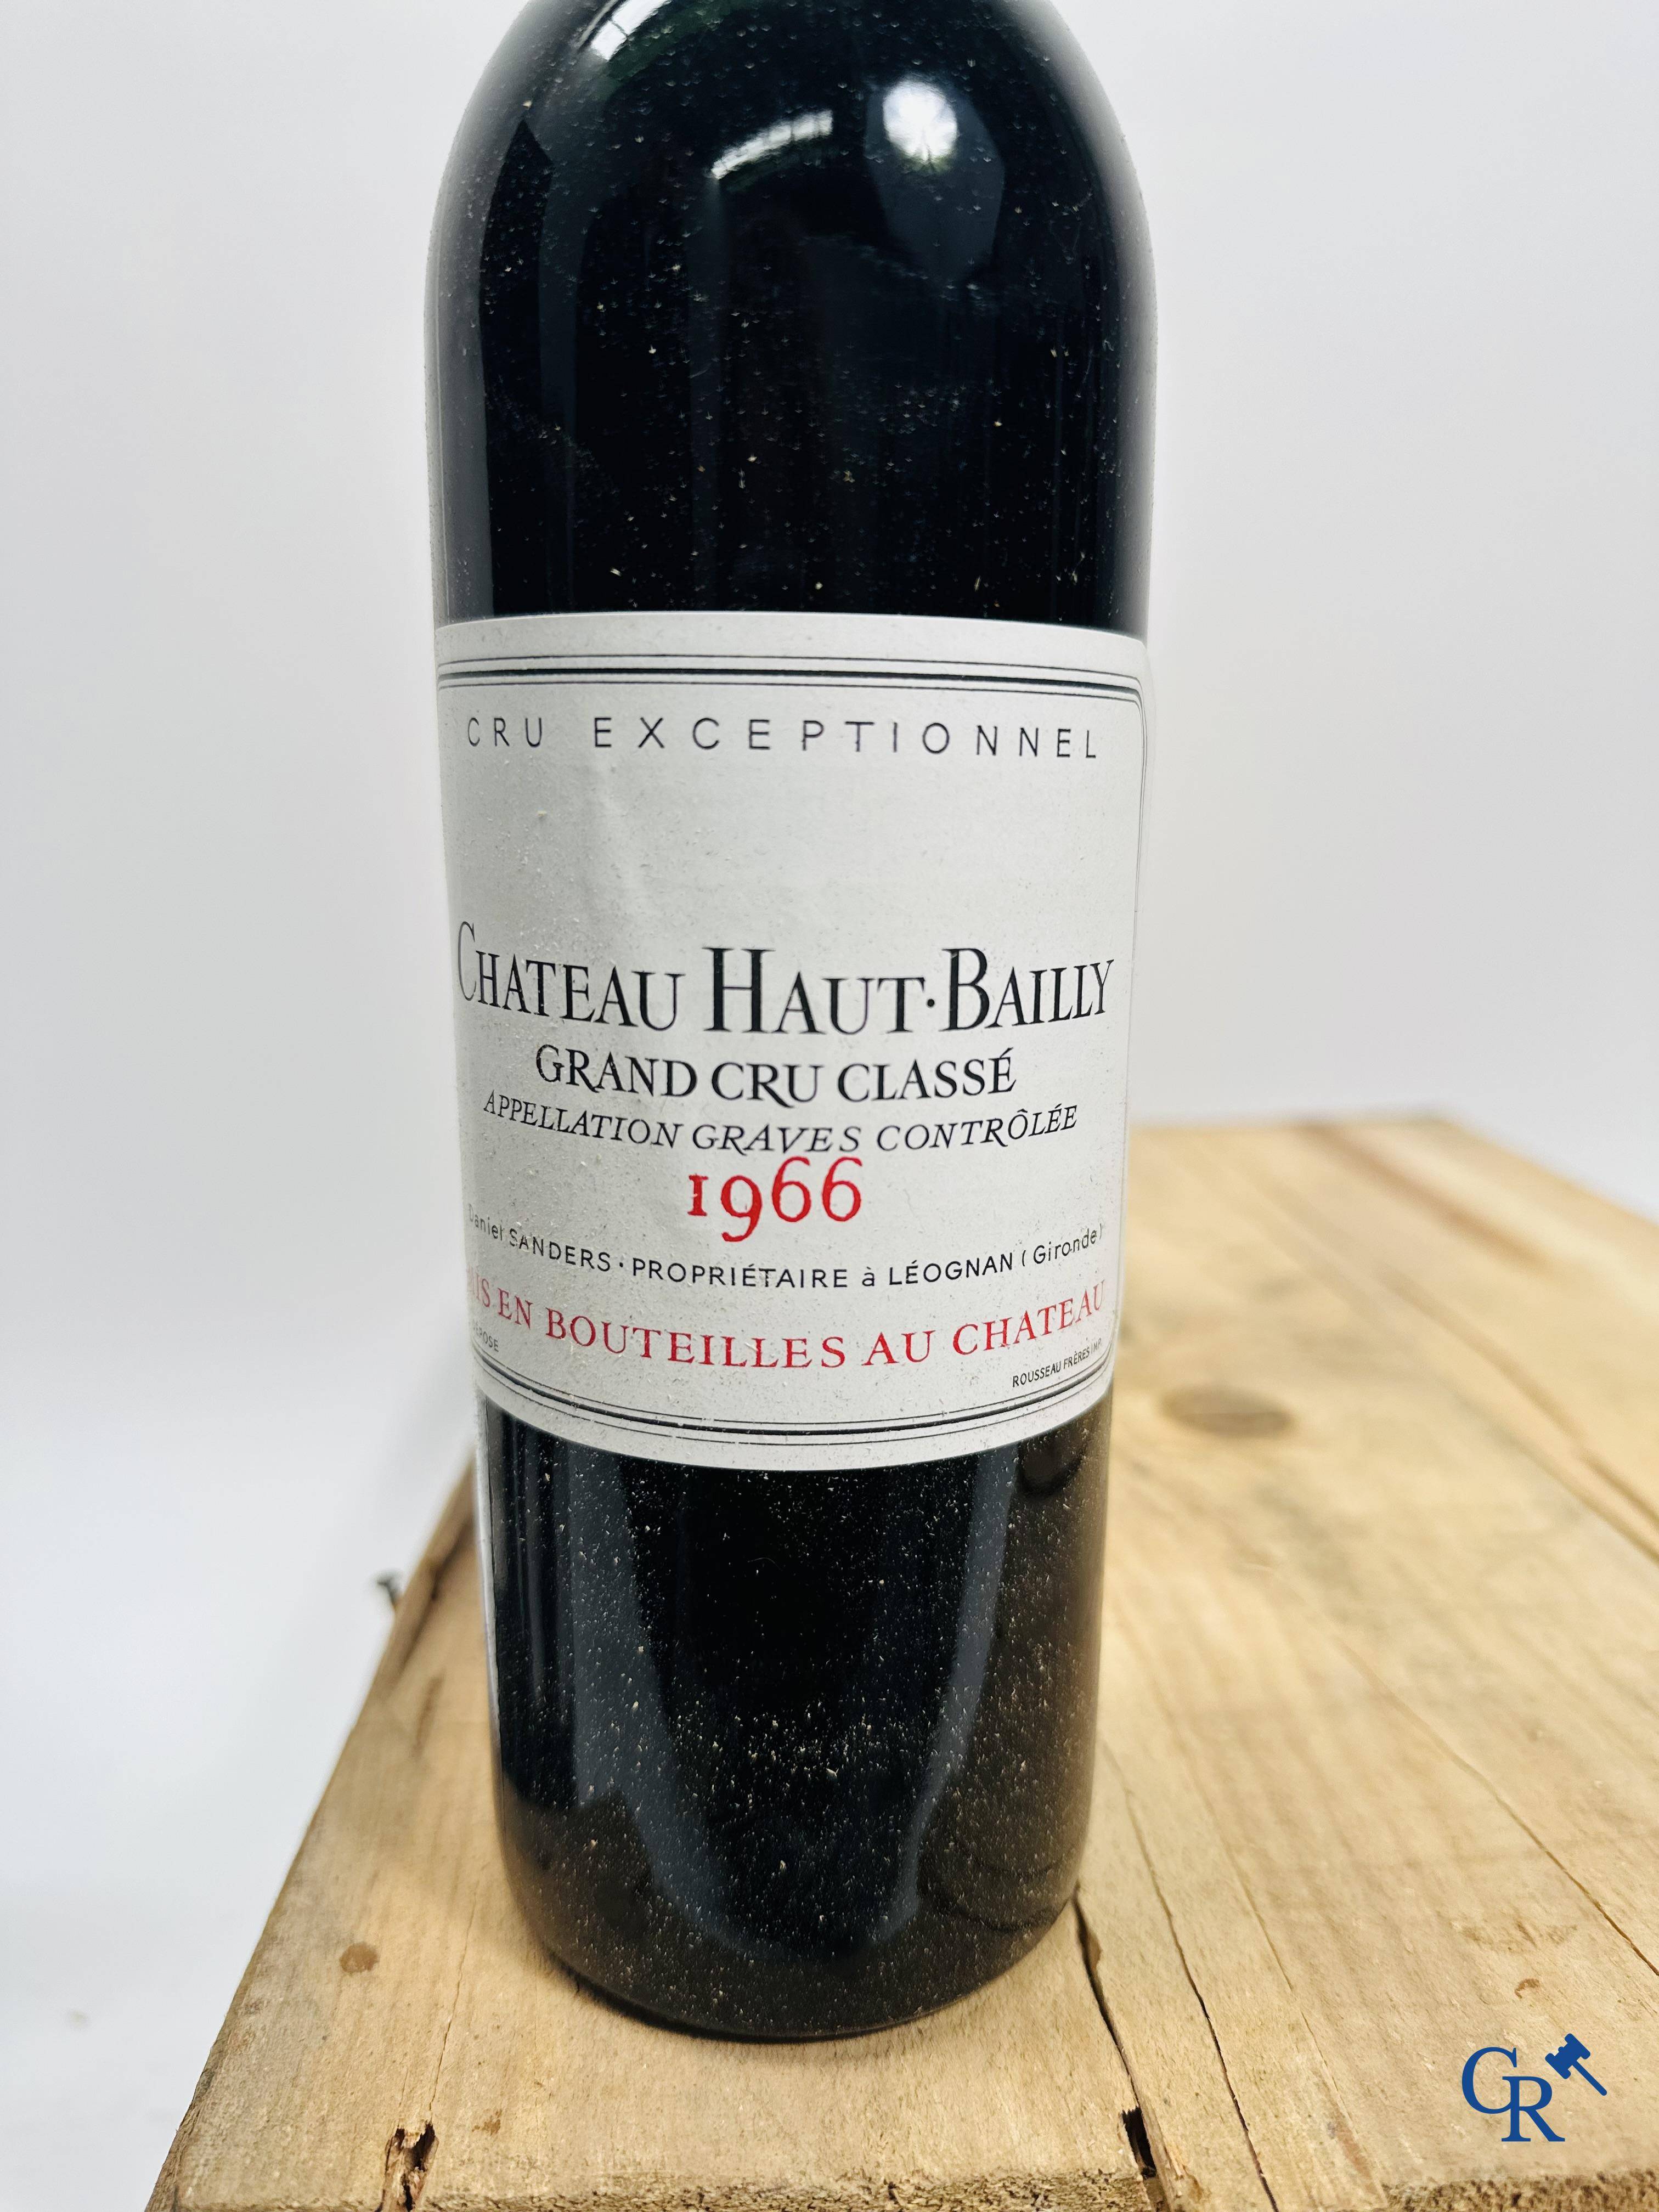 CRU EXCEPTIONNEL
CHATEAU HAUT·BAILLY
GRAND CRU CLASSÉ
APPELLATION GRAVES CONTRÔLÉE
1966
Daniel SANDERS · PROPRIÉTAIRE à LÉOGNAN (Gironde)
EN BOUTEILLES AU CHATEAU
ROUSSEAU FRÈRES IMP.
CR